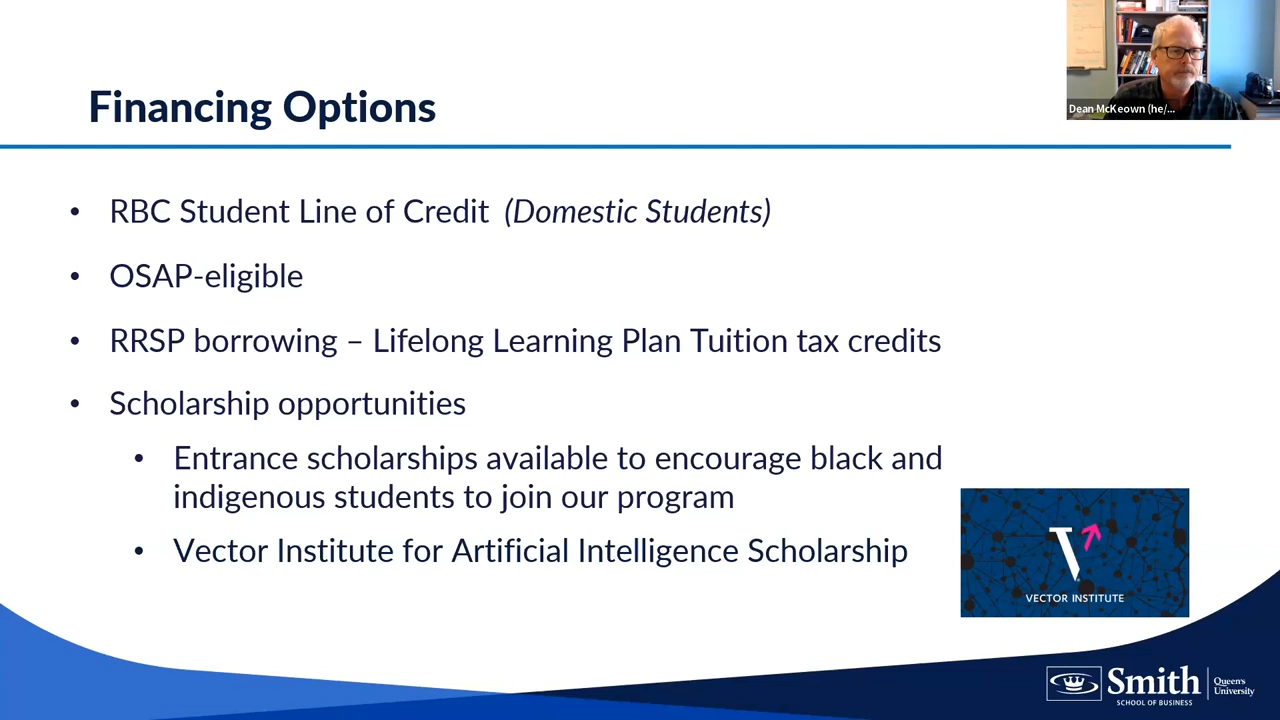 Financing Options
Dean McKeown (he/...
• RBC Student Line of Credit (Domestic Students)
• OSAP-eligible
• RRSP borrowing – Lifelong Learning Plan Tuition tax credits
• Scholarship opportunities
• Entrance scholarships available to encourage black and
indigenous students to join our program
• Vector Institute for Artificial Intelligence Scholarship
VECTOR INSTITUTE
Smith
SCHOOL OF BUSINESS
Queen's
University